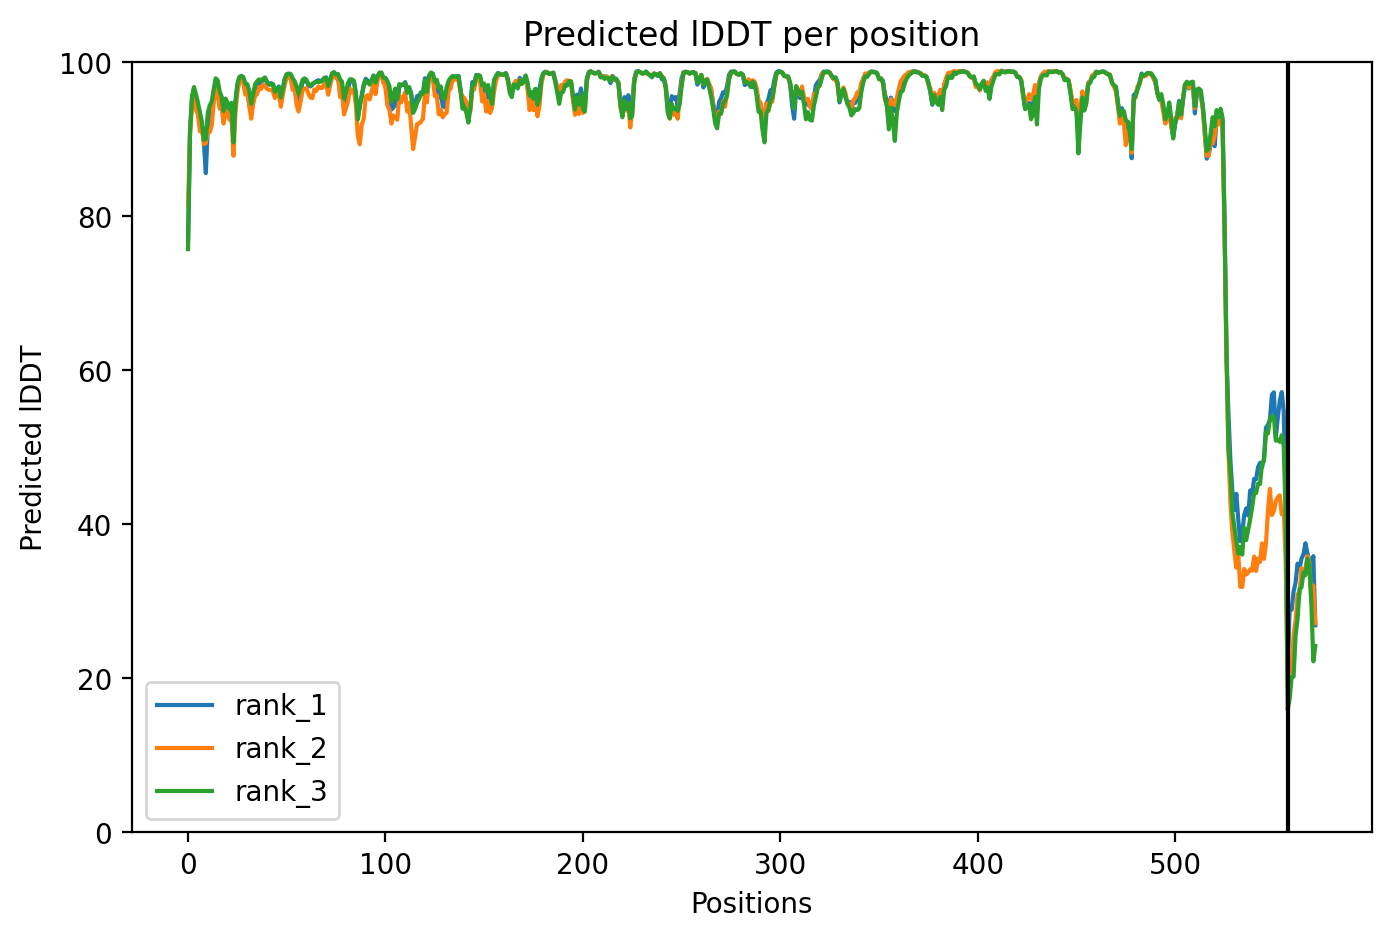 Predicted lDDT per position
100
80
60
40
20
0
Predicted lDDT
rank_1
rank_2
rank_3
0 100 200 300 400 500
Positions